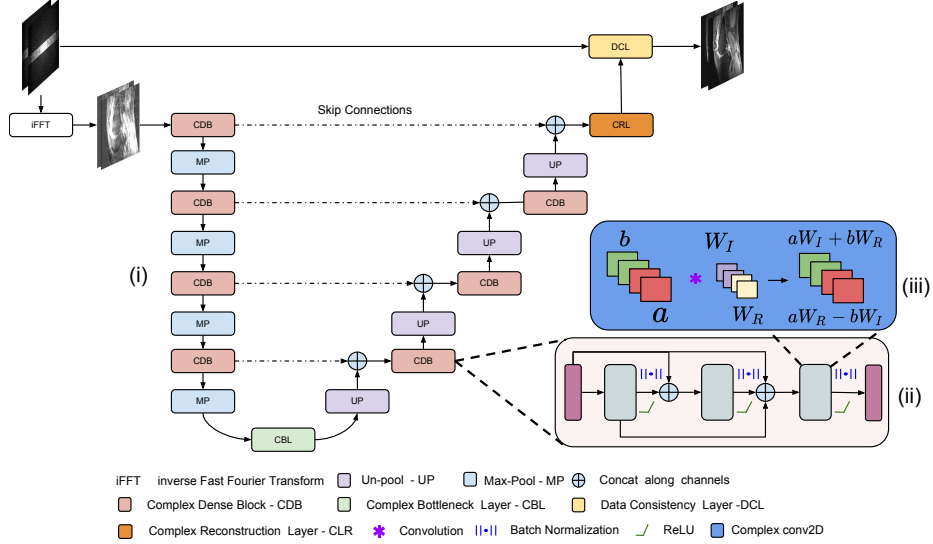 DCL
iFFT
CDB
Skip Connections
CRL
MP
UP
CDB
CDB
MP
UP
(i)
CDB
CDB
MP
UP
CDB
CDB
MP
UP
CBL
b
W_I
aW_I + bW_R
*
a
W_R
aW_R − bW_I
(iii)
||•||
||•||
||•||
(ii)
iFFT inverse Fast Fourier Transform
Un-pool - UP
Max-Pool - MP
Concat along channels
Complex Dense Block - CDB
Complex Bottleneck Layer - CBL
Data Consistency Layer -DCL
Complex Reconstruction Layer - CLR
* Convolution
||•|| Batch Normalization
ReLU
Complex conv2D